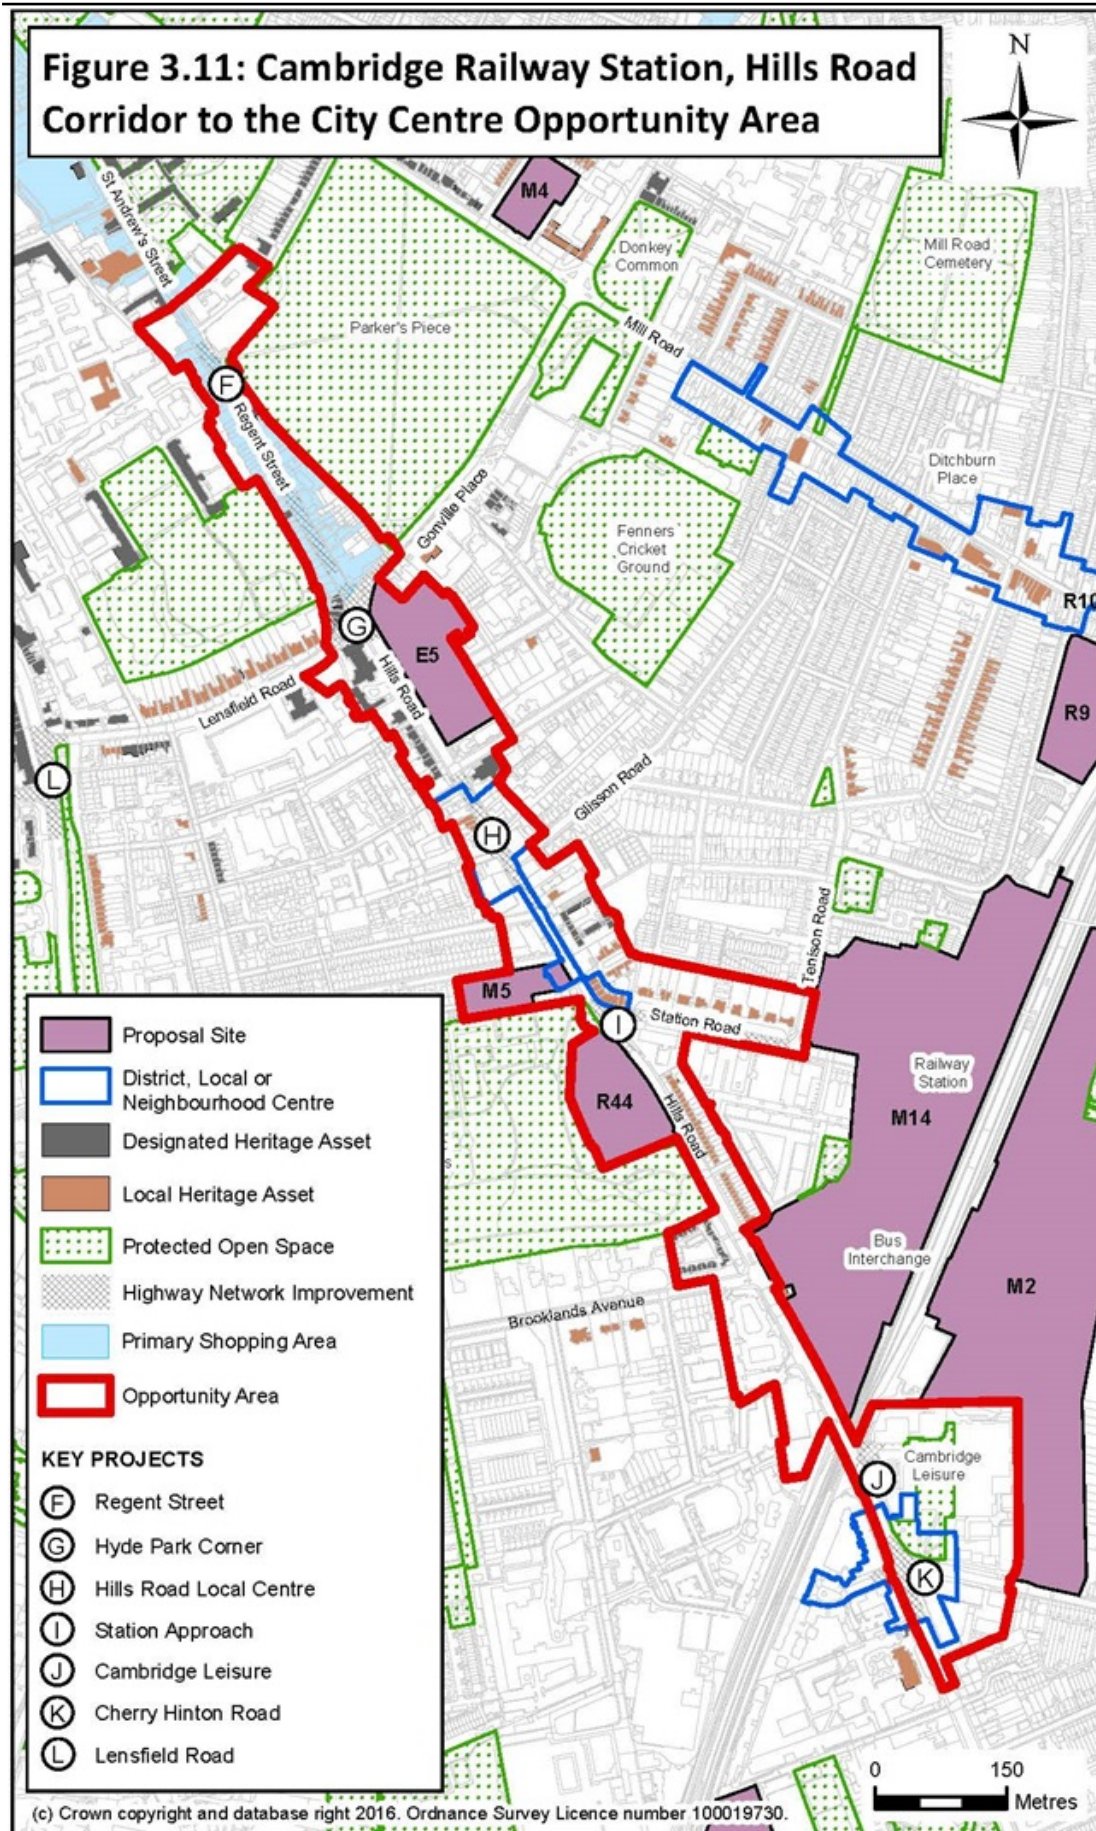 Figure 3.11: Cambridge Railway Station, Hills Road
Corridor to the City Centre Opportunity Area
N
St Andrew's Street
M4
Donkey
Common
Mill Road
Cemetery
Parker's Piece
Mill Road
F
Regent Street
Ditchburn
Place
Gonville Place
Fenners
Cricket
Ground
R10
G
E5
Hills Road
Lensfield Road
R9
L
Glisson Road
H
Tenison Road
M5
I
Station Road
Railway
Station
R44
Hills Road
M14
s
Bus
Interchange
M2
Brooklands Avenue
Cambridge
Leisure
J
K
Proposal Site
District, Local or
Neighbourhood Centre
Designated Heritage Asset
Local Heritage Asset
Protected Open Space
Highway Network Improvement
Primary Shopping Area
Opportunity Area
KEY PROJECTS
F Regent Street
G Hyde Park Corner
H Hills Road Local Centre
I Station Approach
J Cambridge Leisure
K Cherry Hinton Road
L Lensfield Road
0 150
Metres
(c) Crown copyright and database right 2016. Ordnance Survey Licence number 100019730.